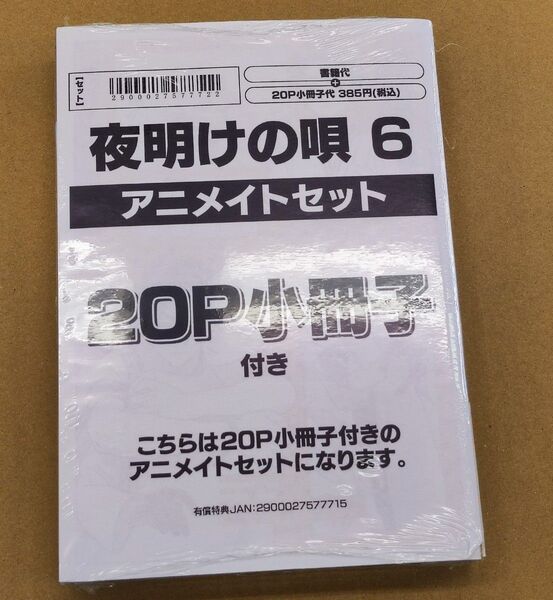 【セット】
2900027577722
書籍代
+
20P小冊子代 385円(税込)
夜明けの唄 6
アニメイトセット
20P小冊子
付き
こちらは20P小冊子付きの
アニメイトセットになります。
有償特典JAN:2900027577715